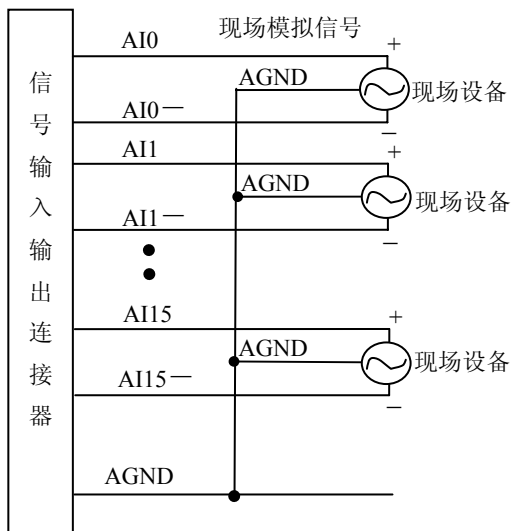 信号输入输出连接器
现场模拟信号
AI0
+
AGND
现场设备
AI0—
—
AI1
+
AGND
现场设备
AI1—
—
AI15
+
AGND
现场设备
AI15—
—
AGND